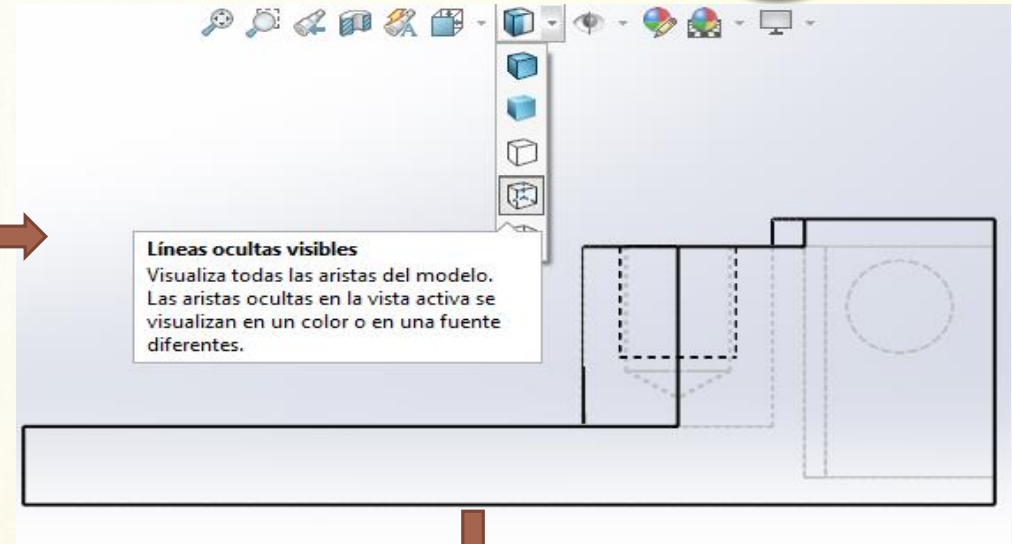 Líneas ocultas visibles
Visualiza todas las aristas del modelo.
Las aristas ocultas en la vista activa se
visualizan en un color o en una fuente
diferentes.